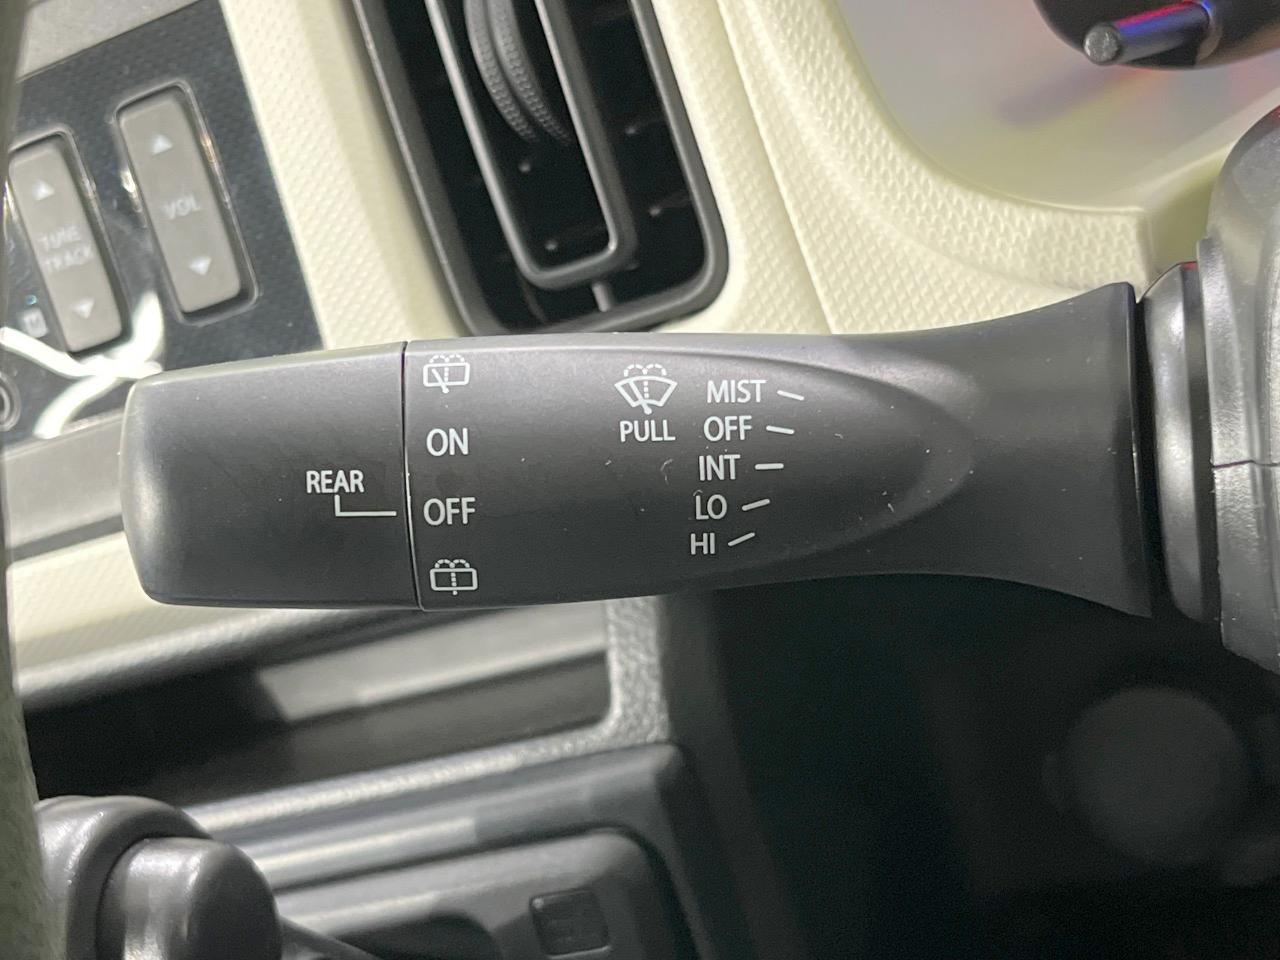 VOL
TUNE
TRACK
REAR
ON
OFF
PULL
MIST
OFF
INT
LO
HI